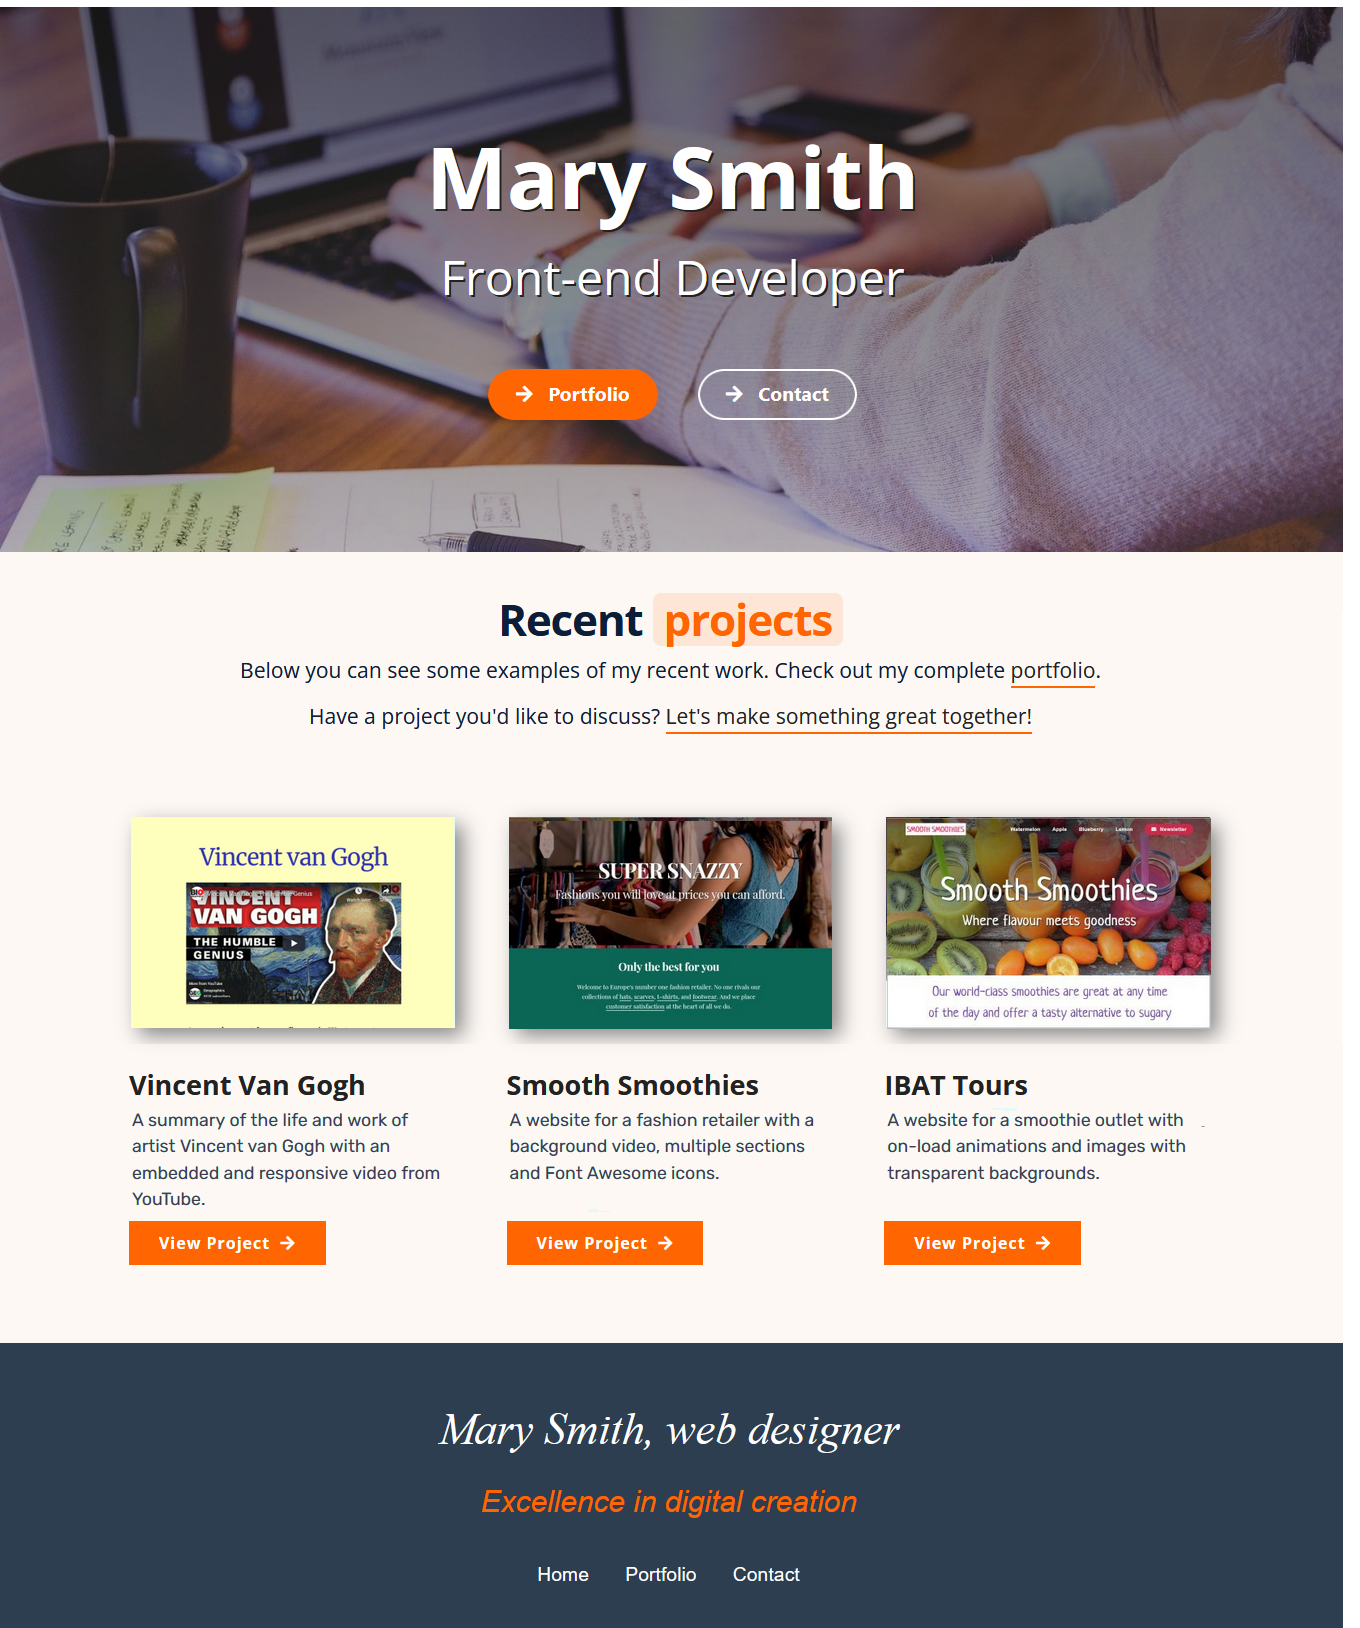 Mary Smith
Front-end Developer
Portfolio
Contact
Recent projects
Below you can see some examples of my recent work. Check out my complete portfolio.
Have a project you'd like to discuss? Let's make something great together!
Vincent van Gogh
VINCENT
VAN GOGH
THE HUMBLE
GENIUS
SUPER SNAZZY
Fashions you will love at prices you can afford.
Only the best for you
Welcome to Europe's number one fashion retailer. No one rivals our
collections of hats, scarves, t-shirts, and footwear. And we place
customer satisfaction at the heart of all we do.
SMOOTH SMOOTHIES
Watermelon Apple Blueberry Lemon Newsletter
Smooth Smoothies
Where flavour meets goodness
Our world-class smoothies are great at any time
of the day and offer a tasty alternative to sugary
Vincent Van Gogh
A summary of the life and work of
artist Vincent van Gogh with an
embedded and responsive video from
YouTube.
View Project
Smooth Smoothies
A website for a fashion retailer with a
background video, multiple sections
and Font Awesome icons.
View Project
IBAT Tours
A website for a smoothie outlet with
on-load animations and images with
transparent backgrounds.
View Project
Mary Smith, web designer
Excellence in digital creation
Home Portfolio Contact